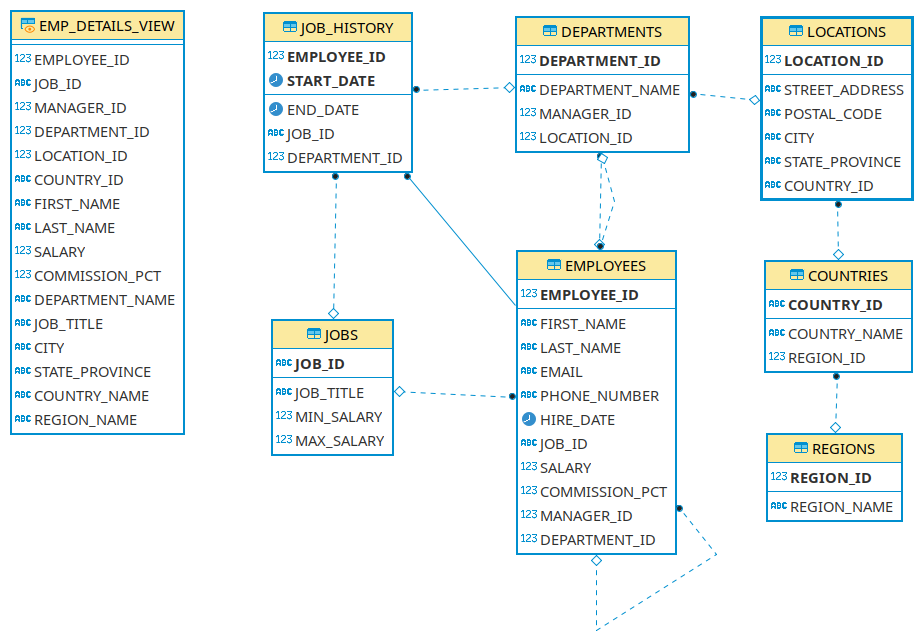 EMP_DETAILS_VIEW
123 EMPLOYEE_ID
ABC JOB_ID
123 MANAGER_ID
123 DEPARTMENT_ID
123 LOCATION_ID
ABC COUNTRY_ID
ABC FIRST_NAME
ABC LAST_NAME
123 SALARY
123 COMMISSION_PCT
ABC DEPARTMENT_NAME
ABC JOB_TITLE
ABC CITY
ABC STATE_PROVINCE
ABC COUNTRY_NAME
ABC REGION_NAME
JOB_HISTORY
123 EMPLOYEE_ID
START_DATE
END_DATE
ABC JOB_ID
123 DEPARTMENT_ID
DEPARTMENTS
123 DEPARTMENT_ID
ABC DEPARTMENT_NAME
123 MANAGER_ID
123 LOCATION_ID
LOCATIONS
123 LOCATION_ID
ABC STREET_ADDRESS
ABC POSTAL_CODE
ABC CITY
ABC STATE_PROVINCE
ABC COUNTRY_ID
JOBS
ABC JOB_ID
ABC JOB_TITLE
123 MIN_SALARY
123 MAX_SALARY
EMPLOYEES
123 EMPLOYEE_ID
ABC FIRST_NAME
ABC LAST_NAME
ABC EMAIL
ABC PHONE_NUMBER
HIRE_DATE
ABC JOB_ID
123 SALARY
123 COMMISSION_PCT
123 MANAGER_ID
123 DEPARTMENT_ID
COUNTRIES
ABC COUNTRY_ID
ABC COUNTRY_NAME
123 REGION_ID
REGIONS
123 REGION_ID
ABC REGION_NAME